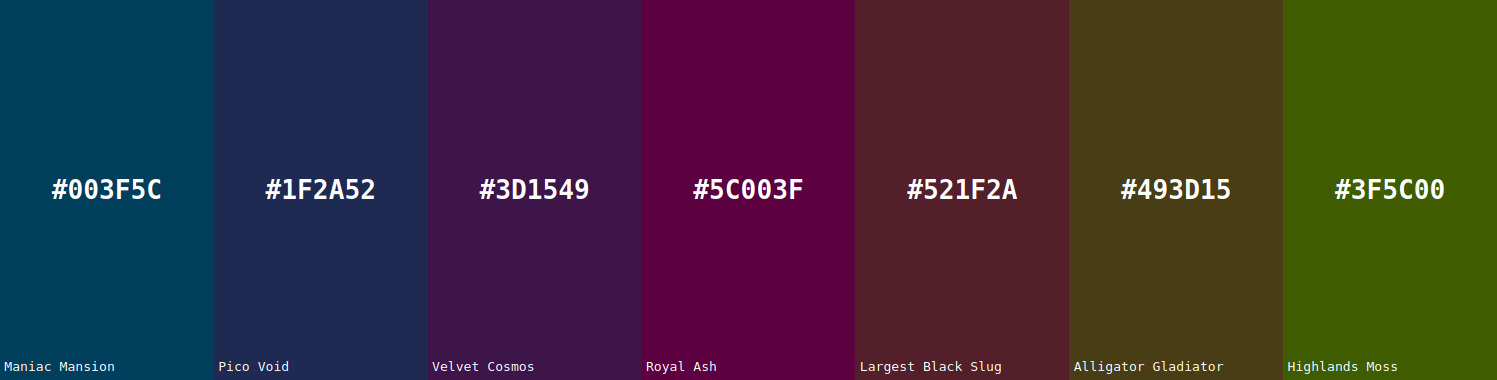 #003F5C
#1F2A52
#3D1549
#5C003F
#521F2A
#493D15
#3F5C00
Maniac Mansion
Pico Void
Velvet Cosmos
Royal Ash
Largest Black Slug
Alligator Gladiator
Highlands Moss